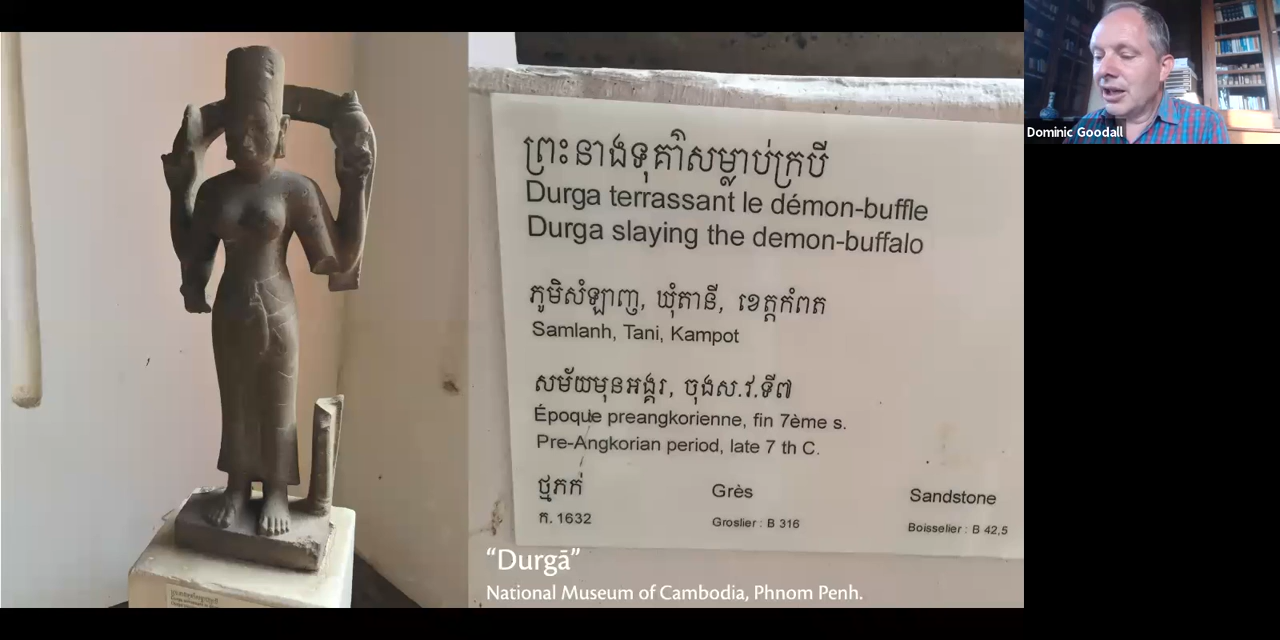 ព្រះនាងទុគ៌ាសម្លាប់ក្របី
Durga terrassant le démon-buffle
Durga slaying the demon-buffalo
ភូមិសំឡាញ, ឃុំតានី, ខេត្តកំពត
Samlanh, Tani, Kampot
សម័យមុនអង្គរ, ចុងស.វ.ទី៧
Époque preangkorienne, fin 7ème s.
Pre-Angkorian period, late 7 th C.
ថ្មភក់ Grès Sandstone
ក. 1632 Groslier : B 316 Boisselier : B 42,5
“Durgā”
National Museum of Cambodia, Phnom Penh.
Dominic Goodall